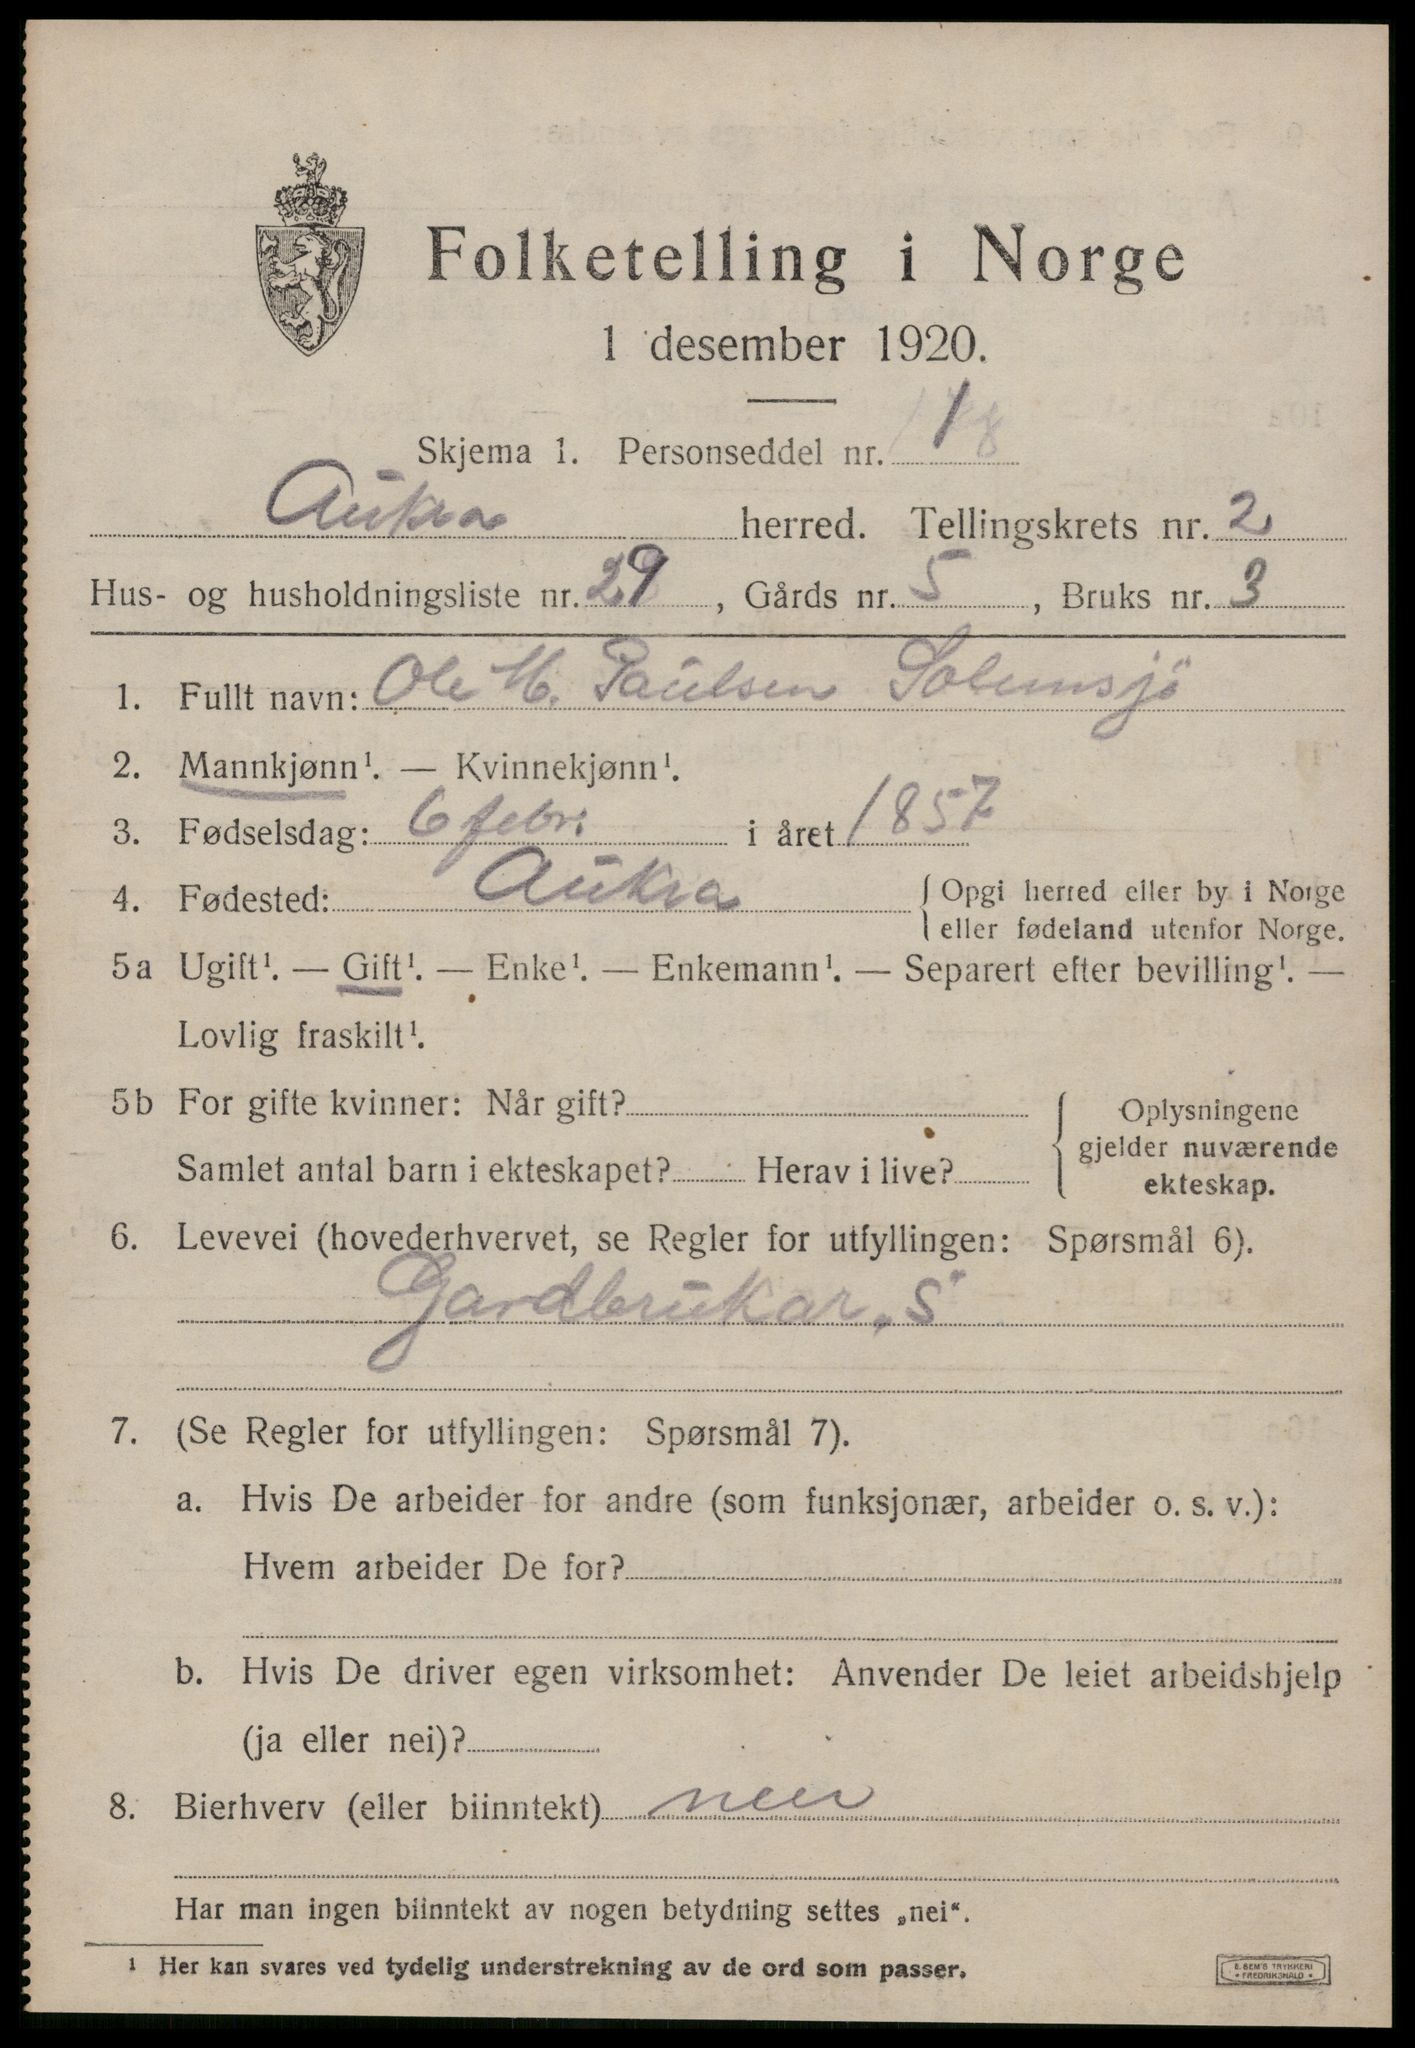 Folketelling i Norge
1 desember 1920.
Skjema 1. Personseddel nr. 1
Aukra herred. Tellingskrets nr. 2
Hus- og husholdningsliste nr. 29, Gårds nr. 5, Bruks nr. 3
1. Fullt navn: Ole M. Paulsen Solemsjö
2. Mannkjønn¹. — Kvinnekjønn¹.
3. Fødselsdag: 6 febr. i året 1857
4. Fødested: Aukra { Opgi herred eller by i Norge
eller fødeland utenfor Norge.
5a Ugift¹. — Gift¹. — Enke¹. — Enkemann¹. — Separert efter bevilling¹. —
Lovlig fraskilt¹.
5b For gifte kvinner: Når gift? { Oplysningene
gjelder nuværende
Samlet antal barn i ekteskapet? Herav i live? ekteskap.
6. Levevei (hovederhvervet, se Regler for utfyllingen: Spørsmål 6).
Gardbrukar, S
7. (Se Regler for utfyllingen: Spørsmål 7).
a. Hvis De arbeider for andre (som funksjonær, arbeider o. s. v.):
Hvem arbeider De for?
b. Hvis De driver egen virksomhet: Anvender De leiet arbeidshjelp
(ja eller nei)?
8. Bierhverv (eller biinntekt) nei
Har man ingen biinntekt av nogen betydning settes „nei“.
¹ Her kan svares ved tydelig understrekning av de ord som passer.
E. SEM'S TRYKKERI
* FREDRIKSHALD *